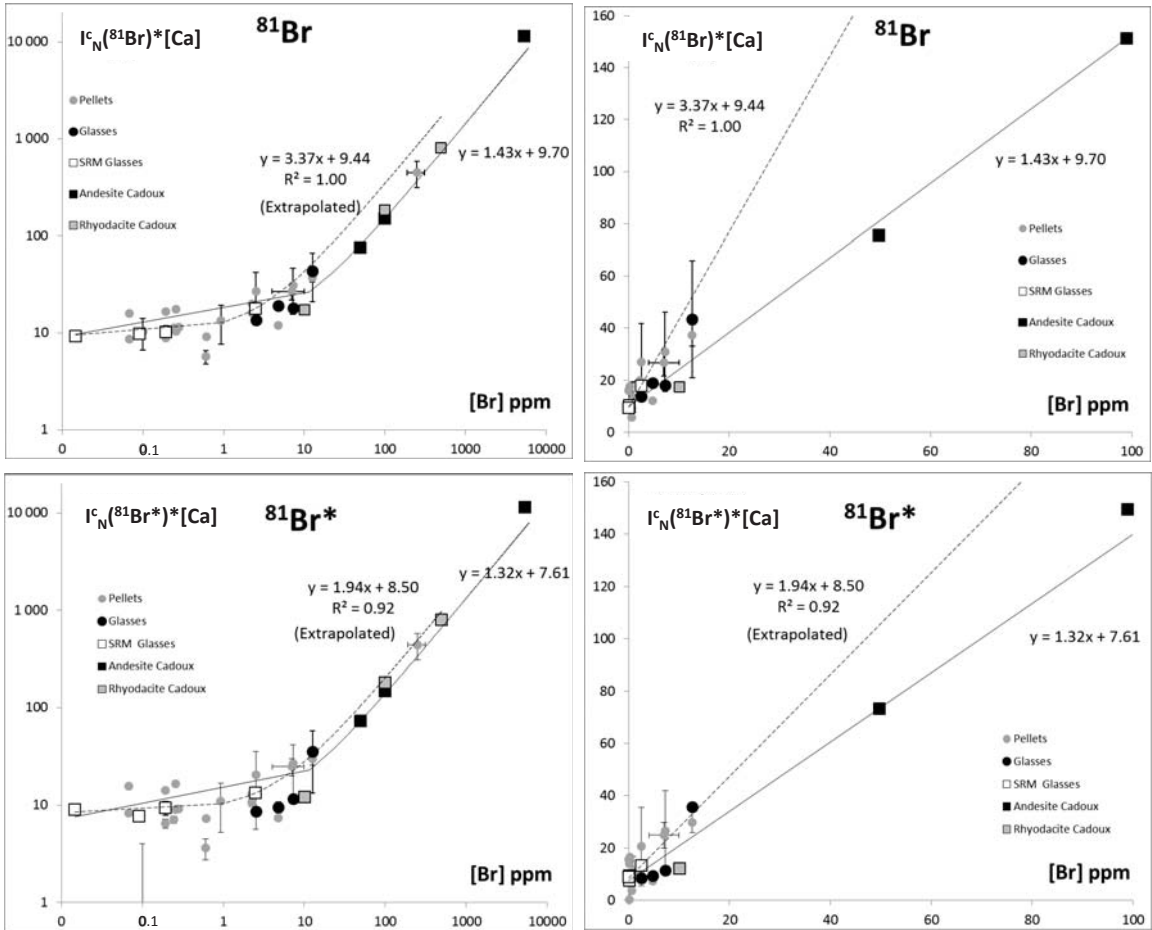 I^c_N(81Br)*[Ca]
81Br
10 000
1 000
100
10
1
Pellets
Glasses
SRM Glasses
Andesite Cadoux
Rhyodacite Cadoux
y = 3.37x + 9.44
R² = 1.00
(Extrapolated)
y = 1.43x + 9.70
[Br] ppm
0 0.1 1 10 100 1000 10000
I^c_N(81Br)*[Ca]
81Br
160
140
120
100
80
60
40
20
0
y = 3.37x + 9.44
R² = 1.00
y = 1.43x + 9.70
Pellets
Glasses
SRM Glasses
Andesite Cadoux
Rhyodacite Cadoux
[Br] ppm
0 20 40 60 80 100
I^c_N(81Br*)*[Ca]
81Br*
10 000
1 000
100
10
1
y = 1.94x + 8.50
R² = 0.92
(Extrapolated)
y = 1.32x + 7.61
Pellets
Glasses
SRM Glasses
Andesite Cadoux
Rhyodacite Cadoux
[Br] ppm
0 0.1 1 10 100 1000 10000
I^c_N(81Br*)*[Ca]
81Br*
160
140
120
100
80
60
40
20
0
y = 1.94x + 8.50
R² = 0.92
(Extrapolated)
y = 1.32x + 7.61
Pellets
Glasses
SRM Glasses
Andesite Cadoux
Rhyodacite Cadoux
[Br] ppm
0 20 40 60 80 100